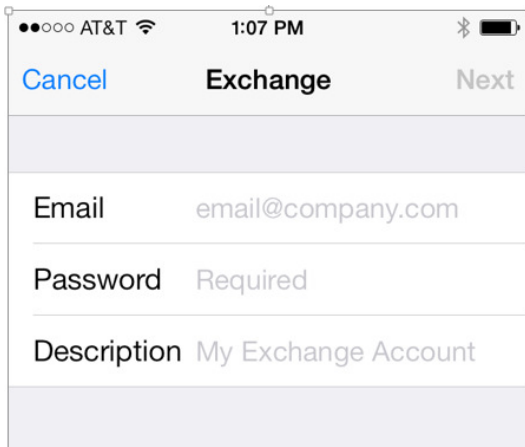 AT&T 1:07 PM
Cancel Exchange Next
Email email@company.com
Password Required
Description My Exchange Account